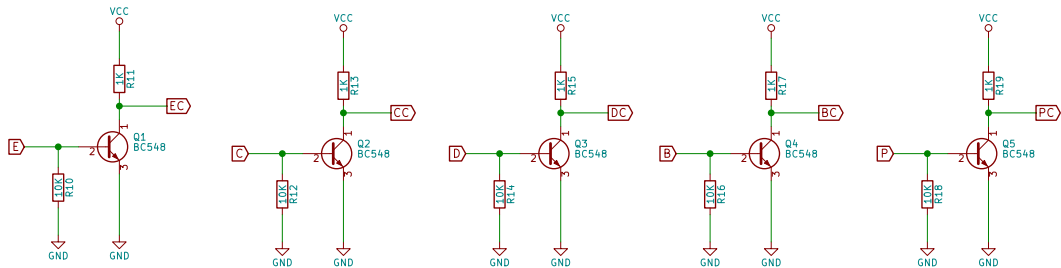 VCC
1K
R11
EC
1
Q1
BC548
E
2
3
10K
R10
GND
GND
VCC
1K
R13
CC
1
Q2
BC548
C
2
3
10K
R12
GND
GND
VCC
1K
R15
DC
1
Q3
BC548
D
2
3
10K
R14
GND
GND
VCC
1K
R17
BC
1
Q4
BC548
B
2
3
10K
R16
GND
GND
VCC
1K
R19
PC
1
Q5
BC548
P
2
3
10K
R18
GND
GND